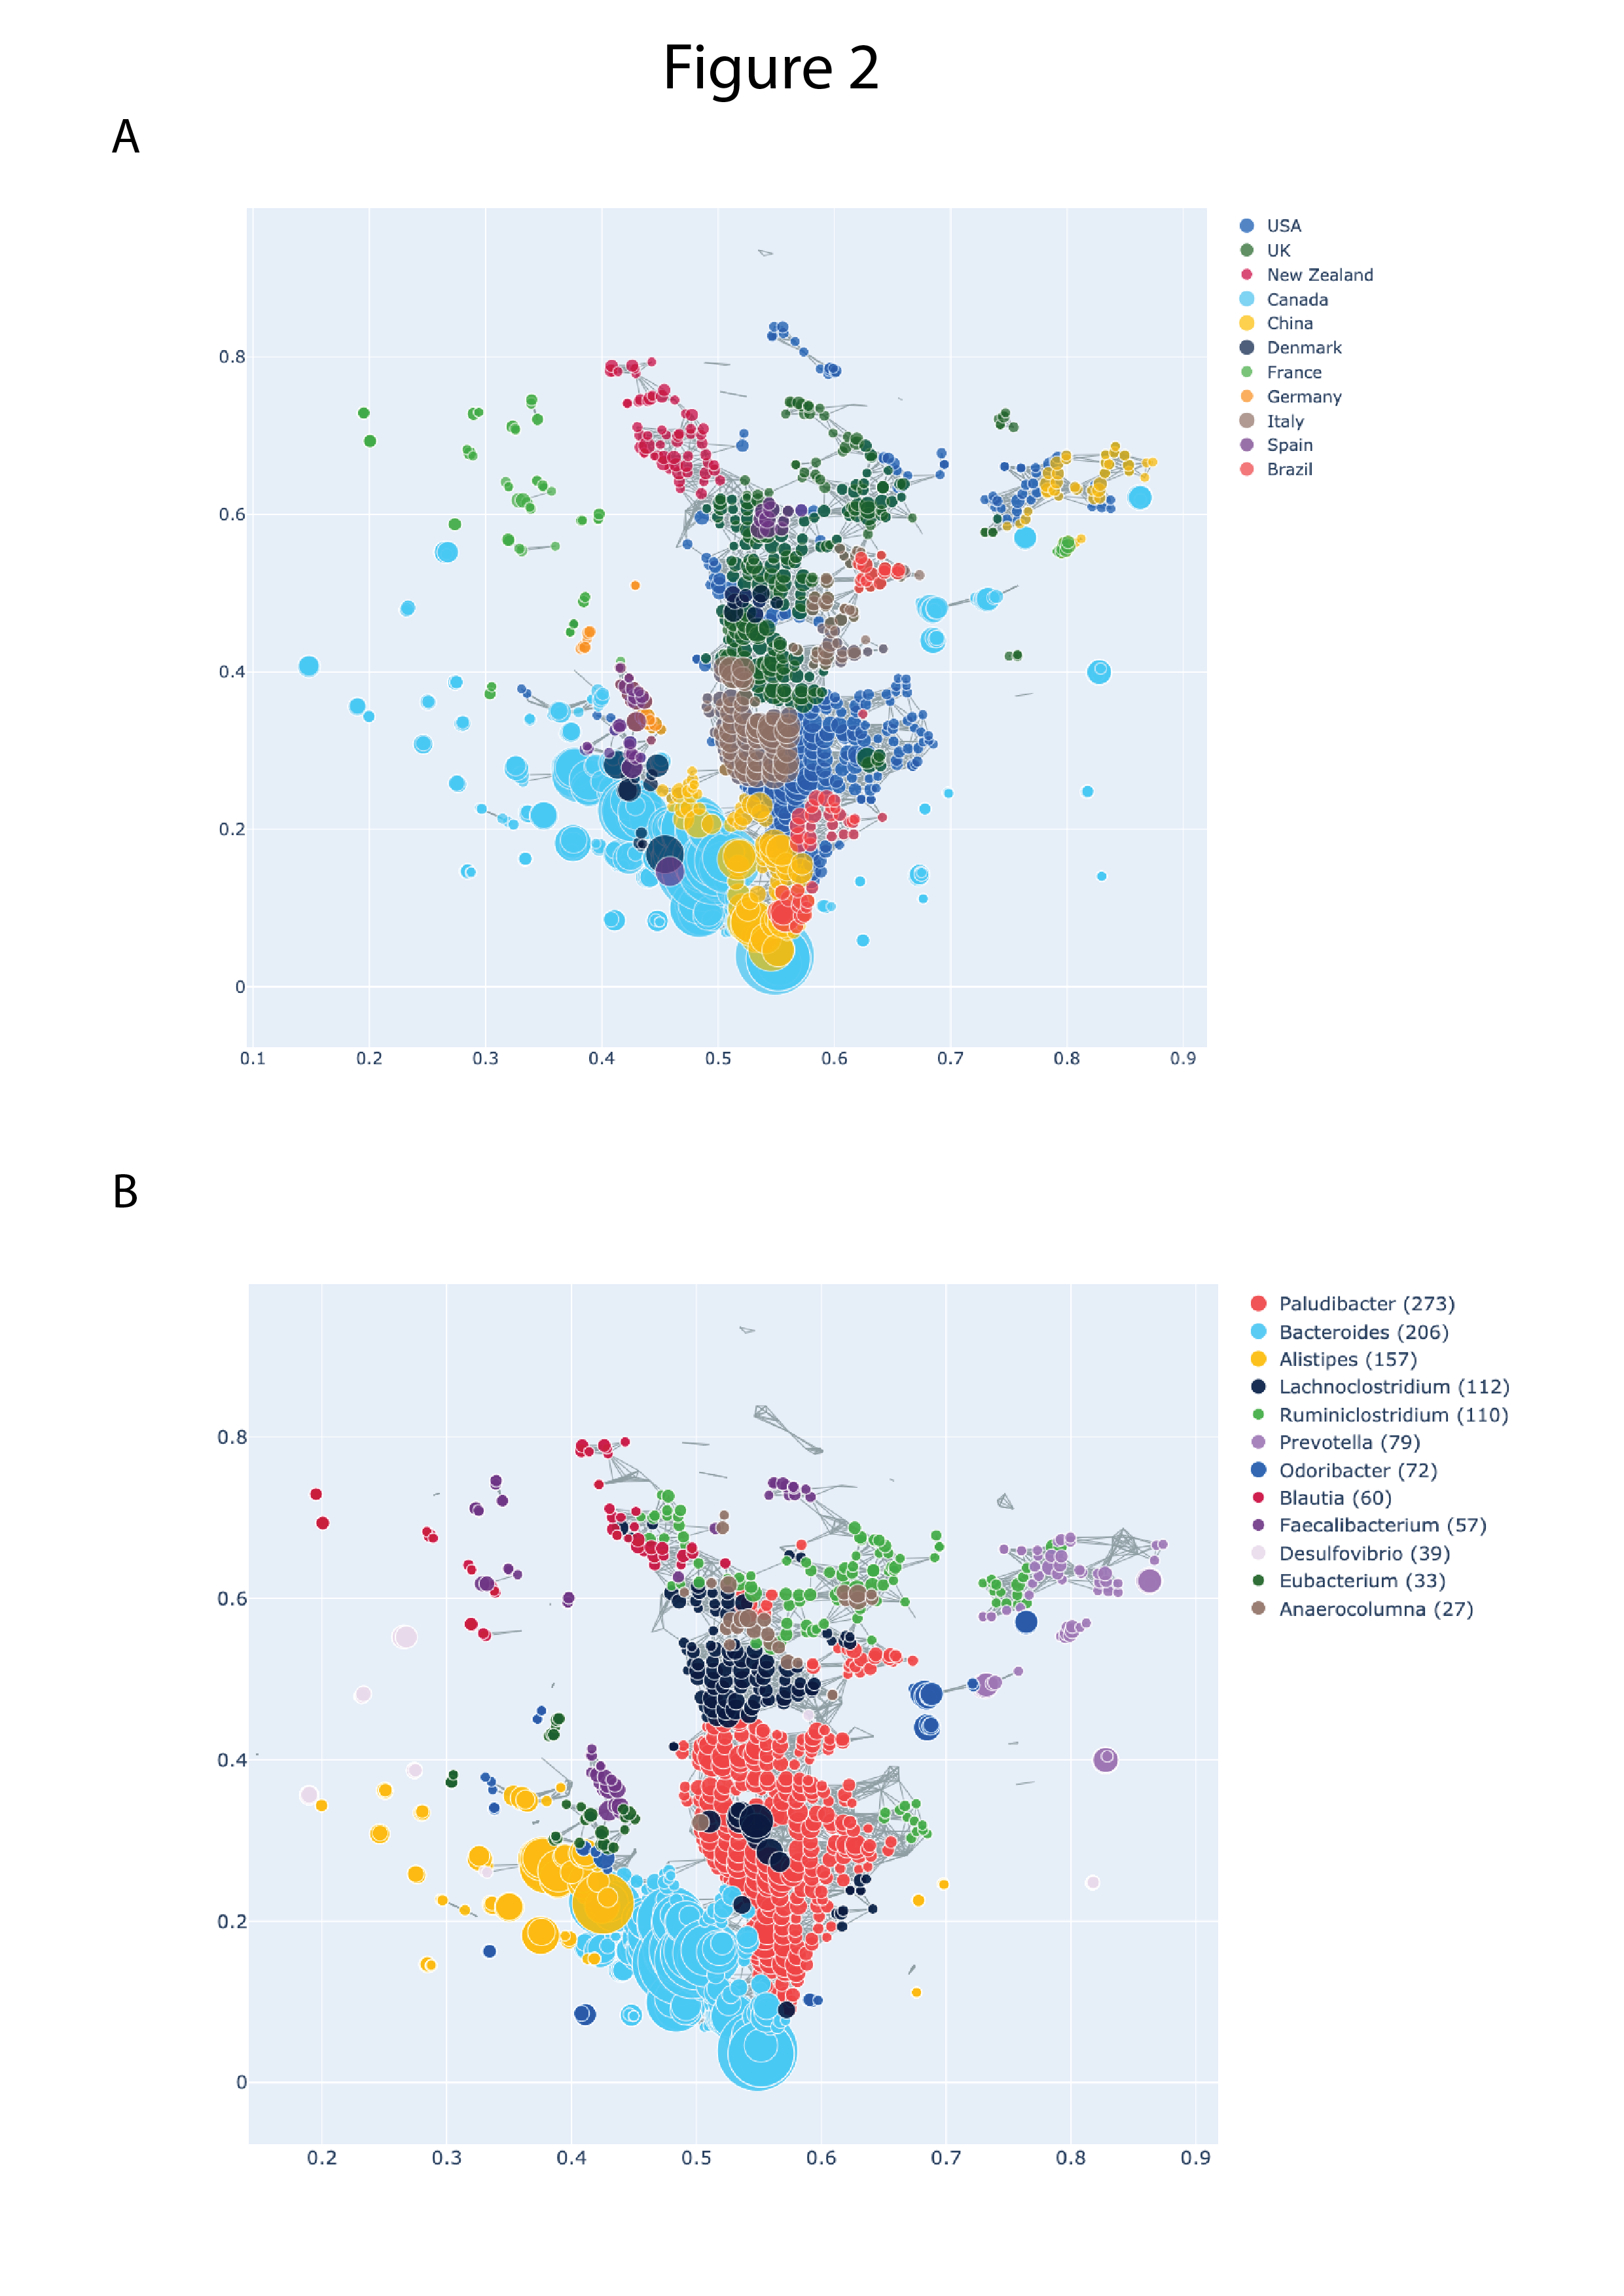 Figure 2
A
USA
UK
New Zealand
Canada
China
Denmark
France
Germany
Italy
Spain
Brazil
0.8
0.6
0.4
0.2
0
0.1 0.2 0.3 0.4 0.5 0.6 0.7 0.8 0.9
B
Paludibacter (273)
Bacteroides (206)
Alistipes (157)
Lachnoclostridium (112)
Ruminiclostridium (110)
Prevotella (79)
Odoribacter (72)
Blautia (60)
Faecalibacterium (57)
Desulfovibrio (39)
Eubacterium (33)
Anaerocolumna (27)
0.8
0.6
0.4
0.2
0
0.2 0.3 0.4 0.5 0.6 0.7 0.8 0.9